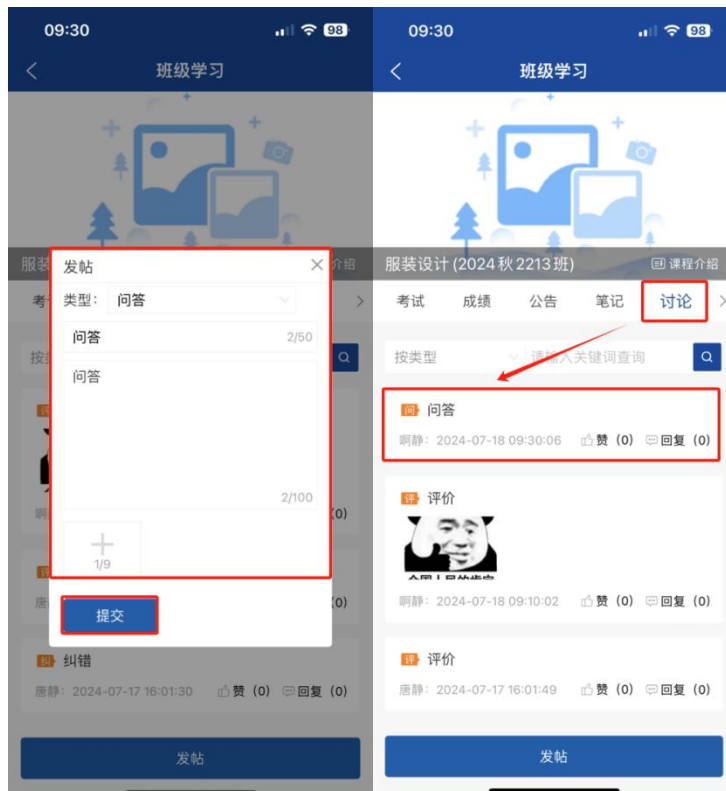 09:30
98
班级学习
服装
介绍
发帖
类型：
问答
问答
2/50
问答
2/100
1/9
提交
考
按
(0)
(0)
纠错
唐静：2024-07-17 16:01:30
赞（0）
回复（0）
发帖
09:30
98
班级学习
服装设计 (2024秋2213班)
课程介绍
考试 成绩 公告 笔记 讨论
按类型
请输入关键词查询
问 问答
啊静：2024-07-18 09:30:06 赞（0） 回复（0）
评 评价
啊静：2024-07-18 09:10:02 赞（0） 回复（0）
评 评价
唐静：2024-07-17 16:01:49 赞（0） 回复（0）
发帖